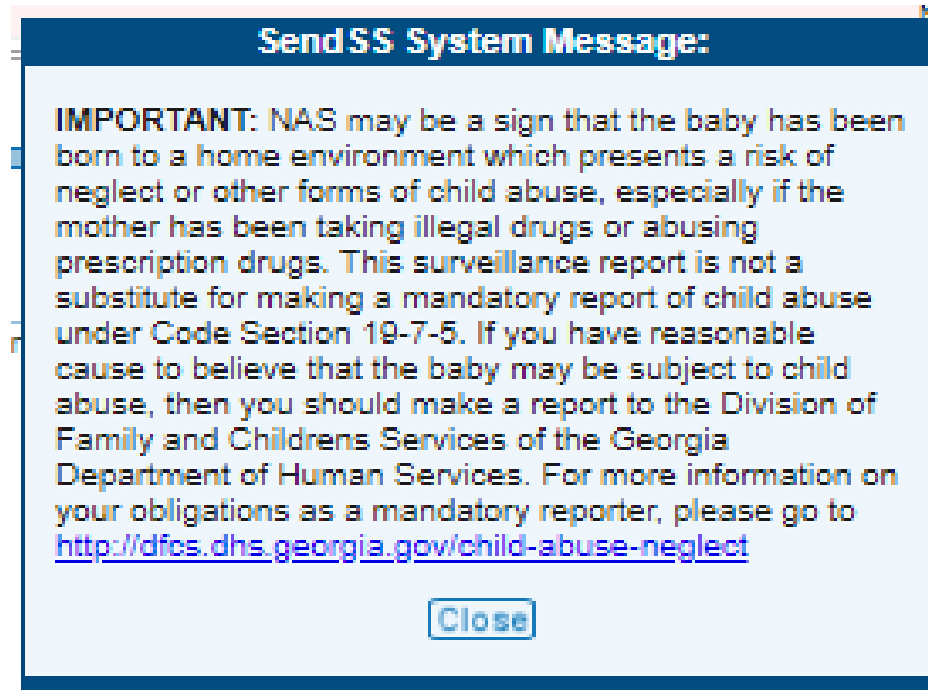 SendSS System Message:
IMPORTANT: NAS may be a sign that the baby has been
born to a home environment which presents a risk of
neglect or other forms of child abuse, especially if the
mother has been taking illegal drugs or abusing
prescription drugs. This surveillance report is not a
substitute for making a mandatory report of child abuse
under Code Section 19-7-5. If you have reasonable
cause to believe that the baby may be subject to child
abuse, then you should make a report to the Division of
Family and Childrens Services of the Georgia
Department of Human Services. For more information on
your obligations as a mandatory reporter, please go to
http://dfcs.dhs.georgia.gov/child-abuse-neglect
Close